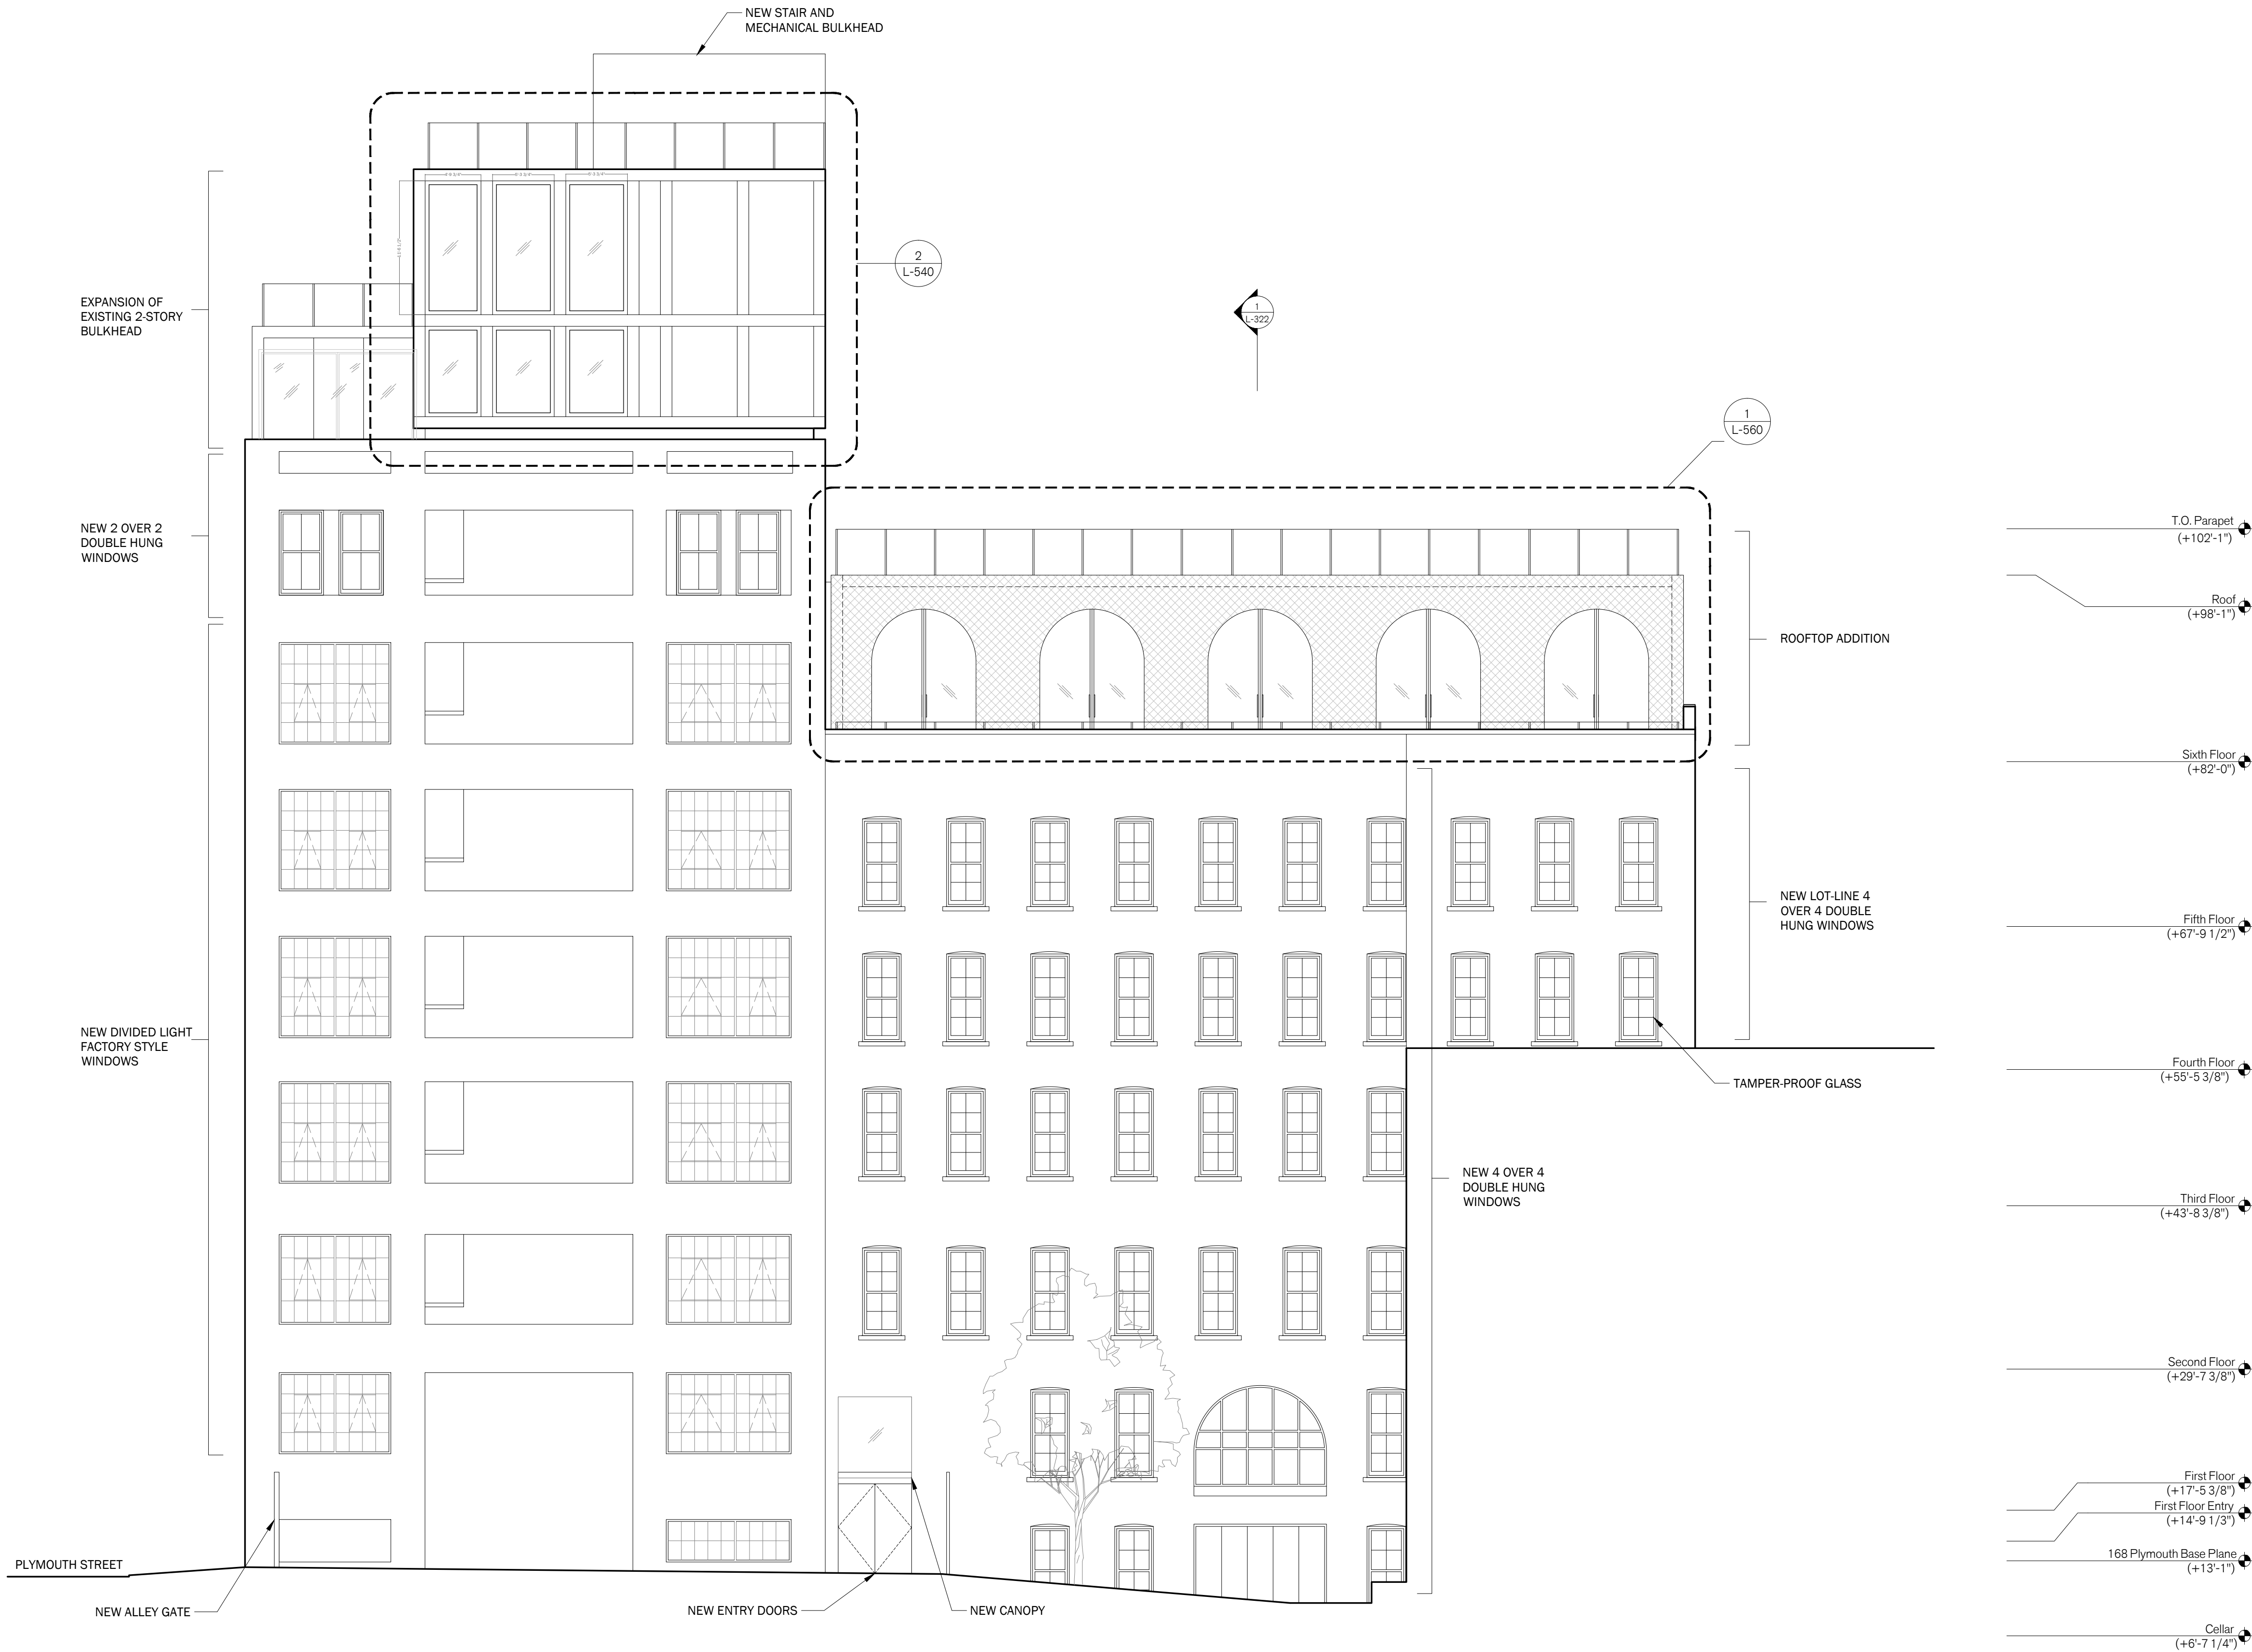 NEW STAIR AND
MECHANICAL BULKHEAD
2
L-540
EXPANSION OF
EXISTING 2-STORY
BULKHEAD
1
L-322
1
L-560
NEW 2 OVER 2
DOUBLE HUNG
WINDOWS
T.O. Parapet
(+102'-1")
Roof
(+98'-1")
ROOFTOP ADDITION
Sixth Floor
(+82'-0")
NEW LOT-LINE 4
OVER 4 DOUBLE
HUNG WINDOWS
Fifth Floor
(+67'-9 1/2")
NEW DIVIDED LIGHT
FACTORY STYLE
WINDOWS
Fourth Floor
(+55'-5 3/8")
TAMPER-PROOF GLASS
NEW 4 OVER 4
DOUBLE HUNG
WINDOWS
Third Floor
(+43'-8 3/8")
Second Floor
(+29'-7 3/8")
First Floor
(+17'-5 3/8")
First Floor Entry
(+14'-9 1/3")
168 Plymouth Base Plane
(+13'-1")
PLYMOUTH STREET
NEW ALLEY GATE
NEW ENTRY DOORS
NEW CANOPY
Cellar
(+6'-7 1/4")